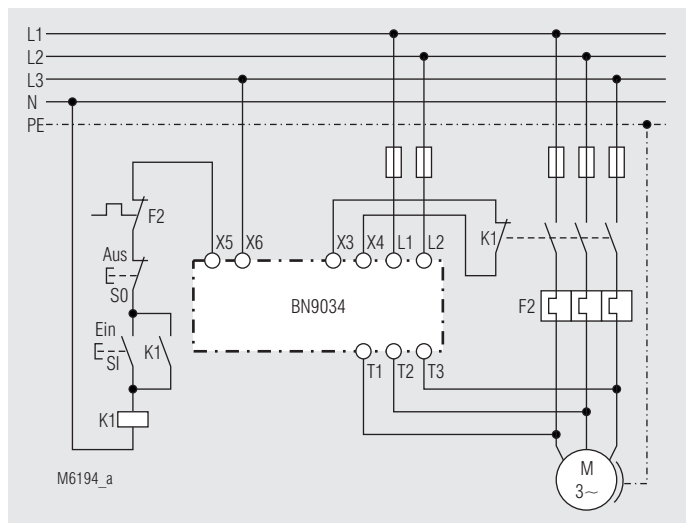 L1
L2
L3
N
PE
F2
X5 X6 X3 X4 L1 L2
K1
Aus
S0
BN9034
F2
Ein
SI
K1
T1 T2 T3
K1
M
3~
M6194_a